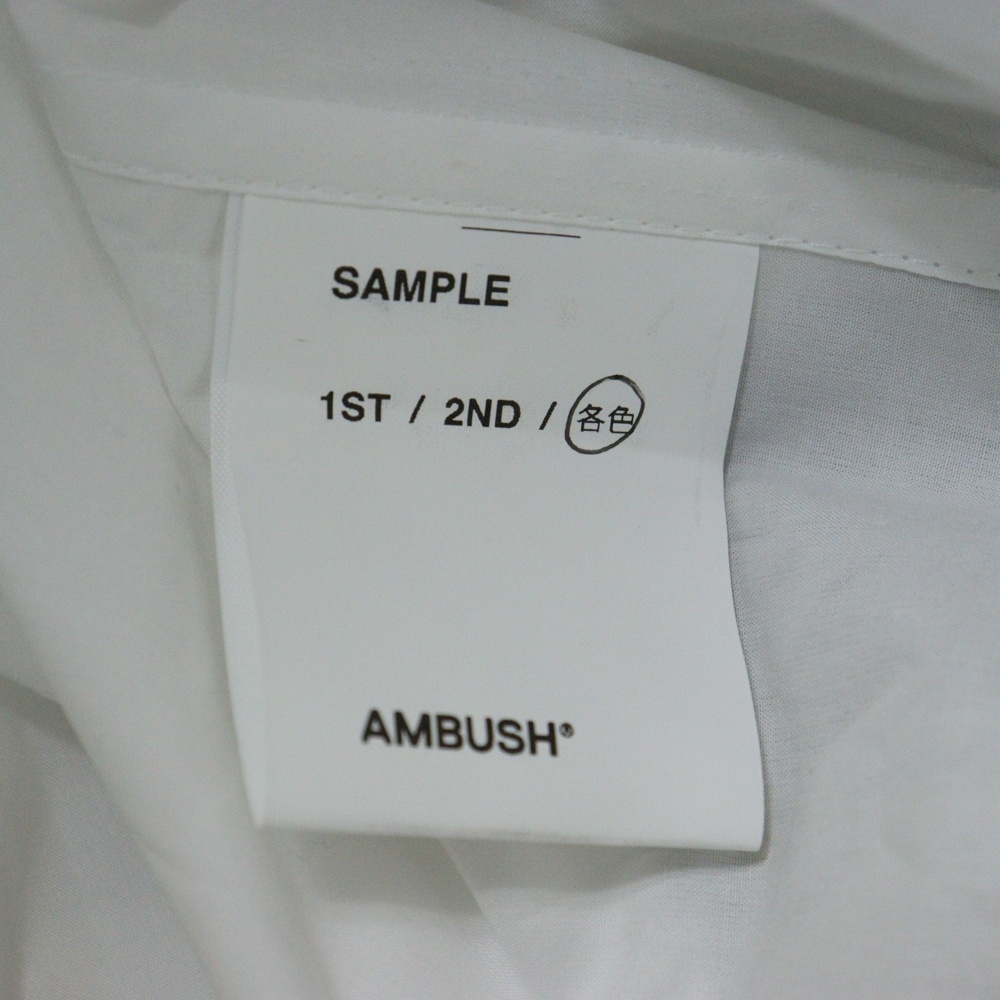 SAMPLE
1ST / 2ND / 各色
AMBUSH®